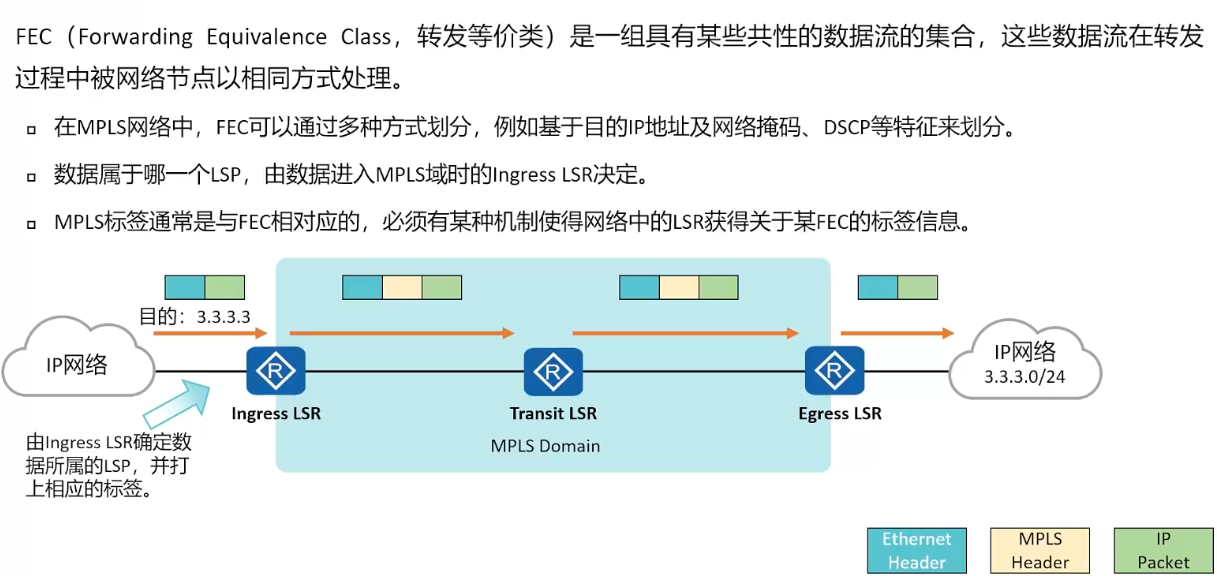 FEC（Forwarding Equivalence Class，转发等价类）是一组具有某些共性的数据流的集合，这些数据流在转发
过程中被网络节点以相同方式处理。
▫ 在MPLS网络中，FEC可以通过多种方式划分，例如基于目的IP地址及网络掩码、DSCP等特征来划分。
▫ 数据属于哪一个LSP，由数据进入MPLS域时的Ingress LSR决定。
▫ MPLS标签通常是与FEC相对应的，必须有某种机制使得网络中的LSR获得关于某FEC的标签信息。
目的：3.3.3.3
IP网络
R
R
R
IP网络
3.3.3.0/24
Ingress LSR
Transit LSR
Egress LSR
MPLS Domain
由Ingress LSR确定数
据所属的LSP，并打
上相应的标签。
Ethernet
Header
MPLS
Header
IP
Packet